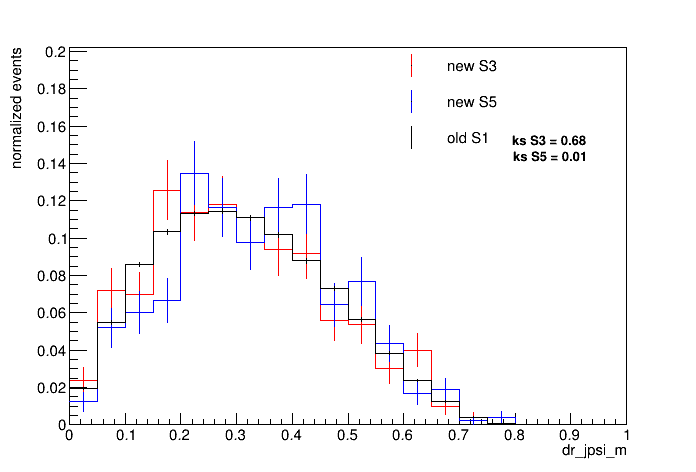 normalized events
0.2
0.18
0.16
0.14
0.12
0.1
0.08
0.06
0.04
0.02
0
new S3
new S5
old S1
ks S3 = 0.68
ks S5 = 0.01
0 0.1 0.2 0.3 0.4 0.5 0.6 0.7 0.8 0.9 1
dr_jpsi_m